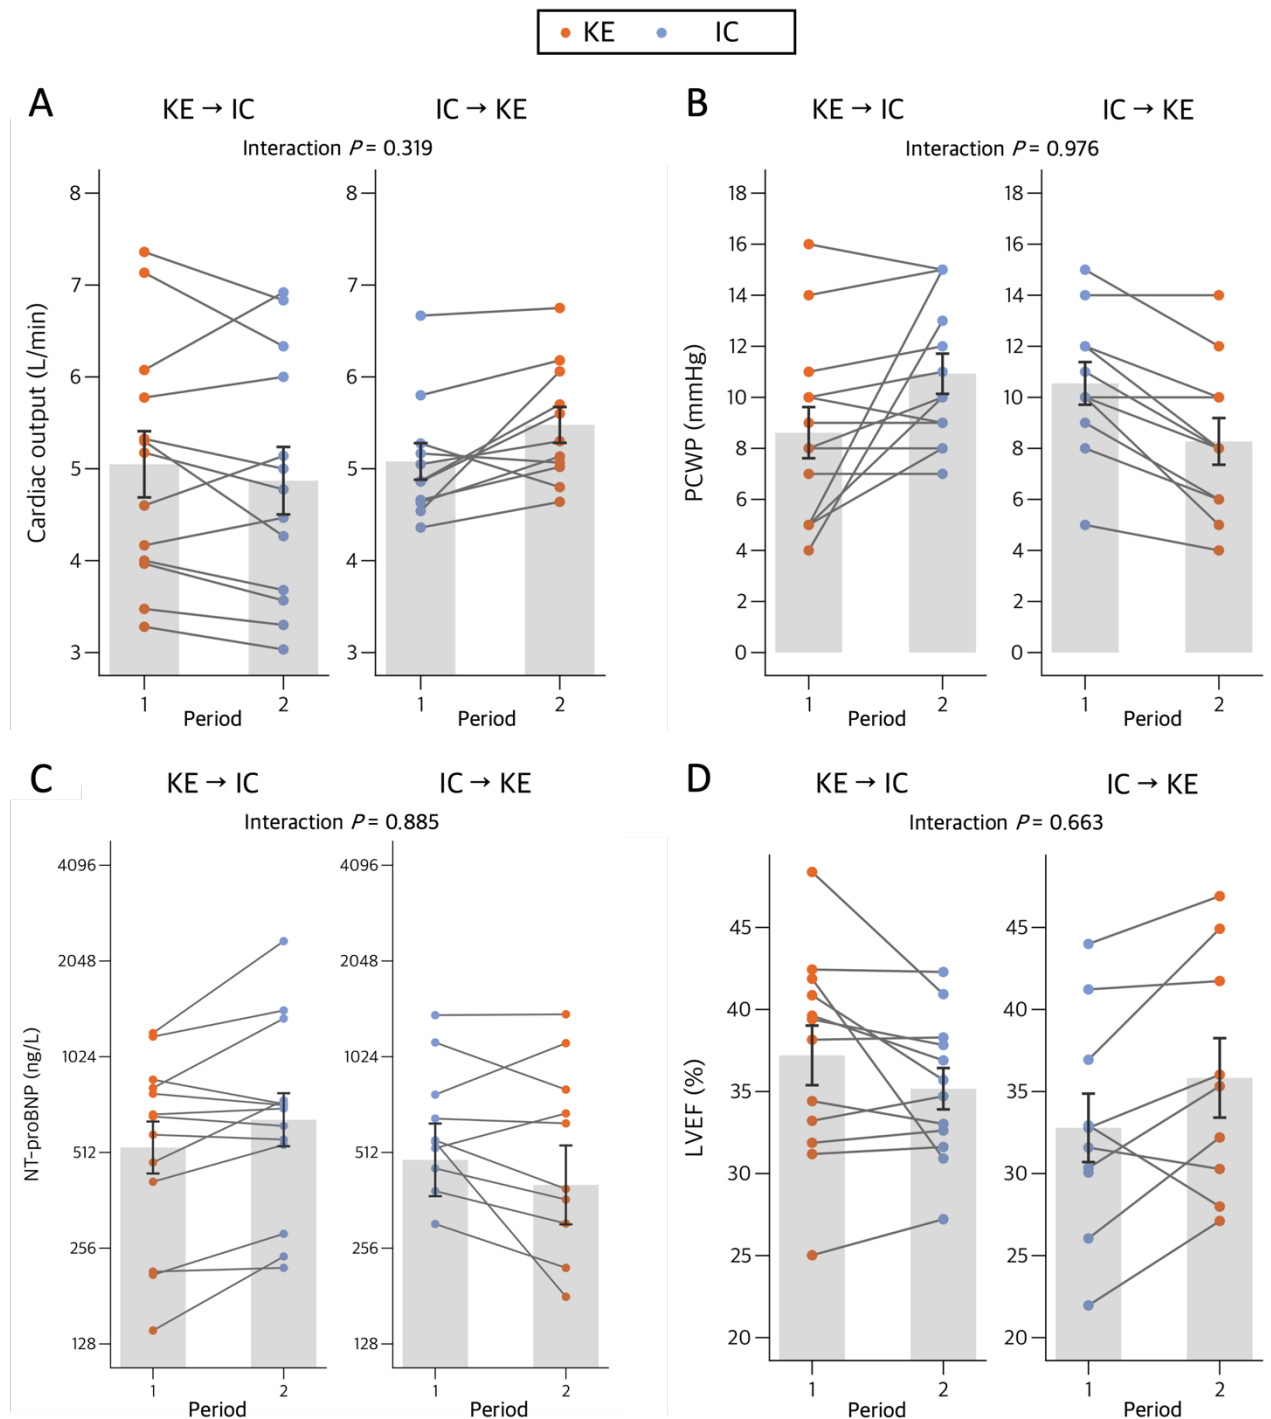 KE IC
A KE → IC IC → KE
Interaction P = 0.319
Cardiac output (L/min)
8 8
7 7
6 6
5 5
4 4
3 3
1 2 1 2
Period Period
B KE → IC IC → KE
Interaction P = 0.976
PCWP (mmHg)
18 18
16 16
14 14
12 12
10 10
8 8
6 6
4 4
2 2
0 0
1 2 1 2
Period Period
C KE → IC IC → KE
Interaction P = 0.885
NT-proBNP (ng/L)
4096 4096
2048 2048
1024 1024
512 512
256 256
128 128
1 2 1 2
Period Period
D KE → IC IC → KE
Interaction P = 0.663
LVEF (%)
45 45
40 40
35 35
30 30
25 25
20 20
1 2 1 2
Period Period